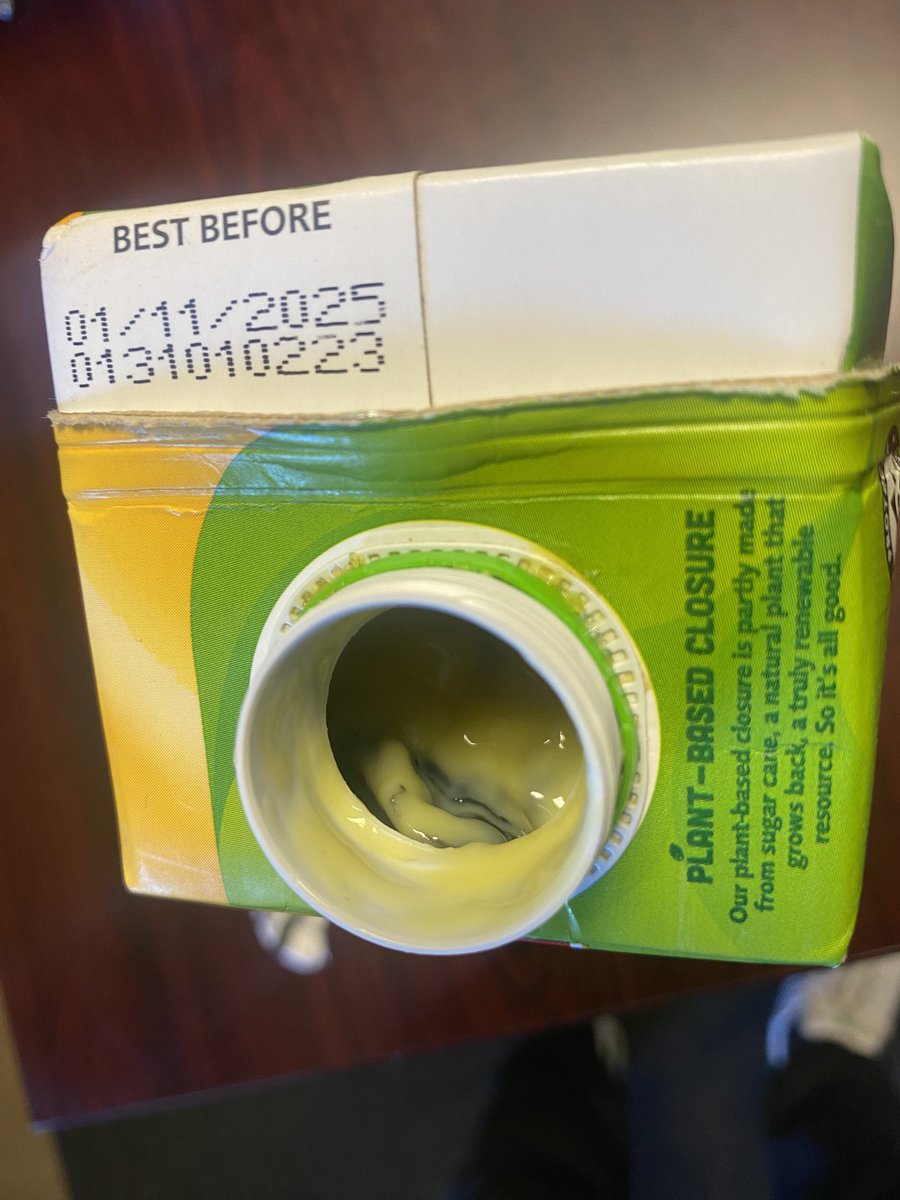 BEST BEFORE
01/11/2025
0131010223
PLANT-BASED CLOSURE
Our plant-based closure is partly made
from sugar cane, a natural plant that
grows back, a truly renewable
resource. So it's all good.